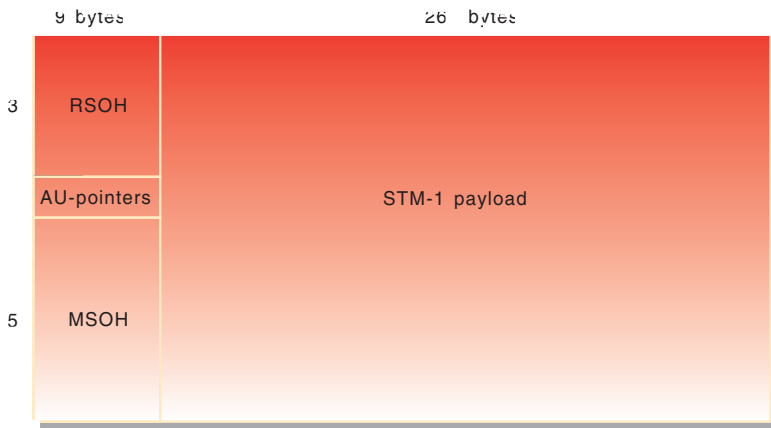 9 bytes
26 bytes
3
RSOH
AU-pointers
STM-1 payload
5
MSOH